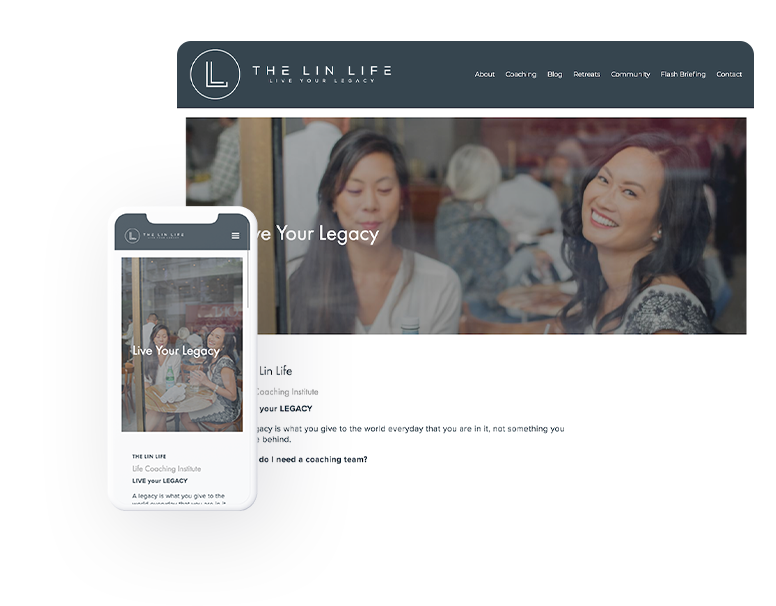 THE LIN LIFE
LIVE YOUR LEGACY
About Coaching Blog Retreats Community Flash Briefing Contact
ve Your Legacy
Lin Life
Coaching Institute
your LEGACY
gacy is what you give to the world everyday that you are in it, not something you
e behind.
do I need a coaching team?
THE LIN LIFE
Live Your Legacy
THE LIN LIFE
Life Coaching Institute
LIVE your LEGACY
A legacy is what you give to the
world everyday that you are in it